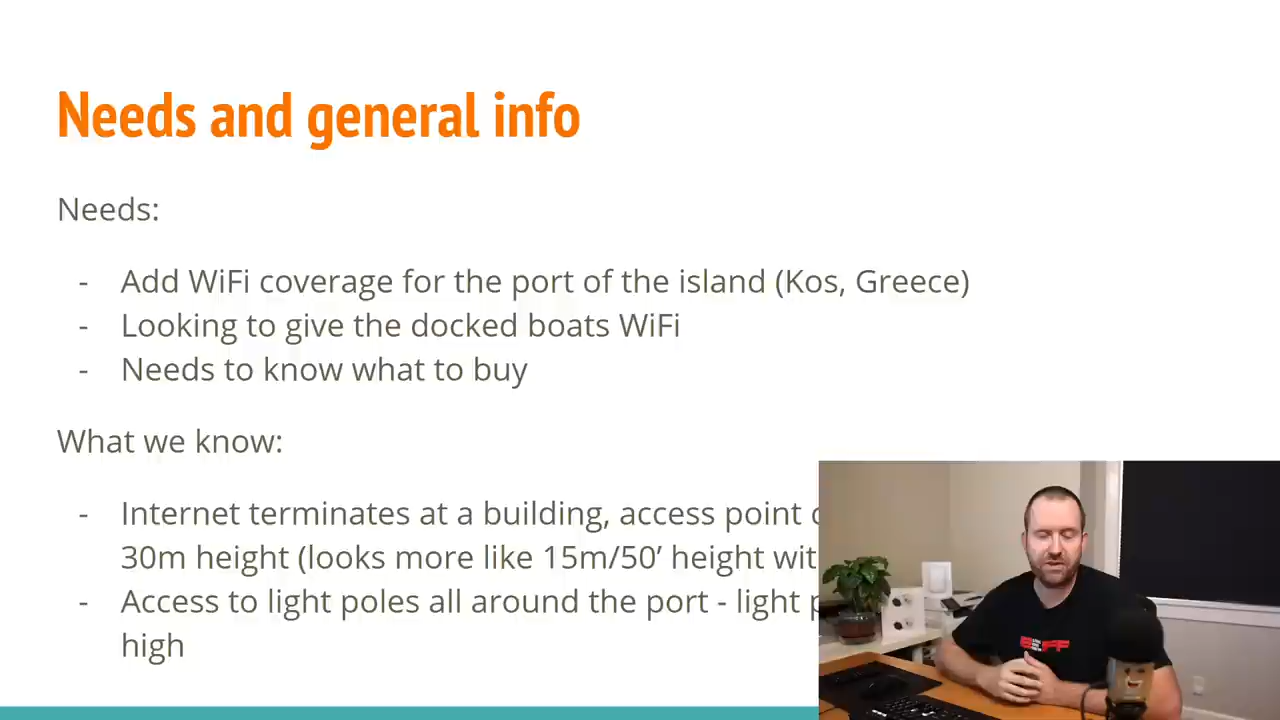 Needs and general info
Needs:
- Add WiFi coverage for the port of the island (Kos, Greece)
- Looking to give the docked boats WiFi
- Needs to know what to buy
What we know:
- Internet terminates at a building, access point
30m height (looks more like 15m/50’ height
- Access to light poles all around the port - light
high